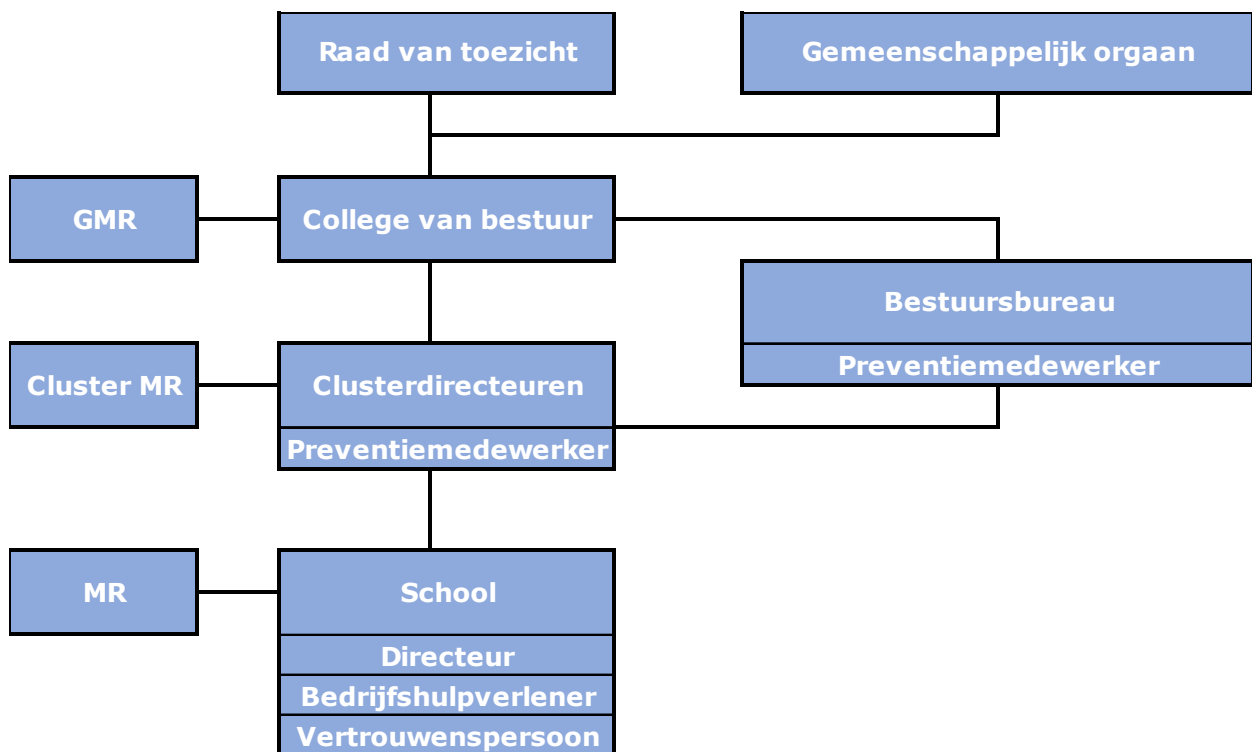 Raad van toezicht
Gemeenschappelijk orgaan
GMR
College van bestuur
Bestuursbureau
Preventiemedewerker
Cluster MR
Clusterdirecteuren
Preventiemedewerker
MR
School
Directeur
Bedrijfshulpverlener
Vertrouwenspersoon